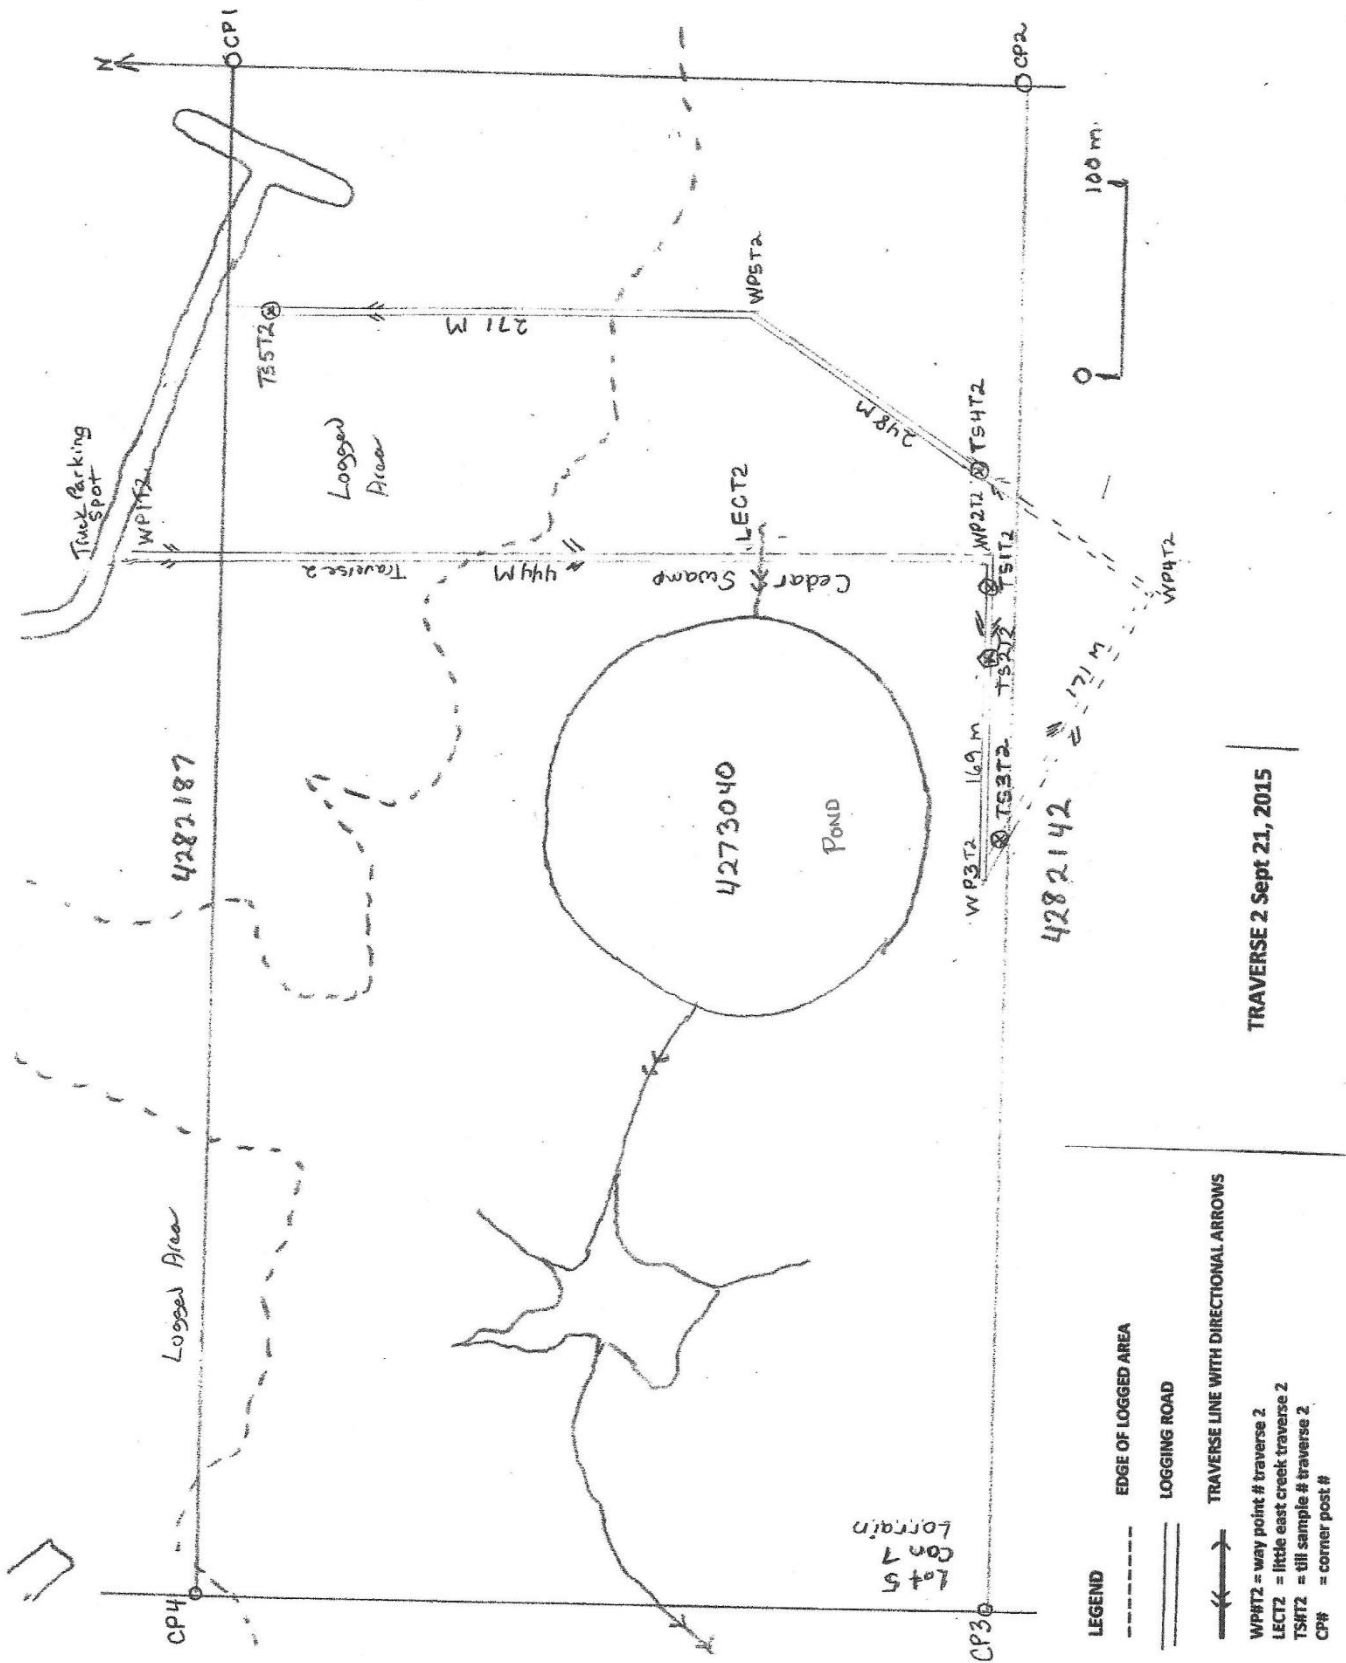 N
CP1
CP2
CP4
CP3
Truck Parking
SPOT
WP1T2
TS5T2
Logged
Area
271 M
WP5T2
Traverse 2
444M
LECT2
Cedar
Swamp
248M
TS4T2
WP2T2
TS1T2
TS2T2
WP4T2
171 M
169 m
TS3T2
WP3T2
4282187
4273040
POND
4282142
Logged Area
Lot 5
Con 7
Lorrain
0
100 m.
TRAVERSE 2 Sept 21, 2015
LEGEND
EDGE OF LOGGED AREA
LOGGING ROAD
TRAVERSE LINE WITH DIRECTIONAL ARROWS
WP#T2 = way point # traverse 2
LECT2 = little east creek traverse 2
TS#T2 = till sample # traverse 2
CP# = corner post #